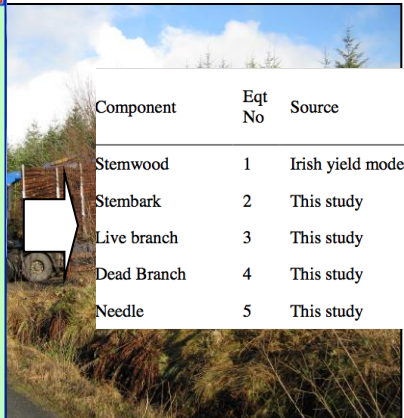 Component Eqt No Source
Stemwood 1 Irish yield mode
Stembark 2 This study
Live branch 3 This study
Dead Branch 4 This study
Needle 5 This study